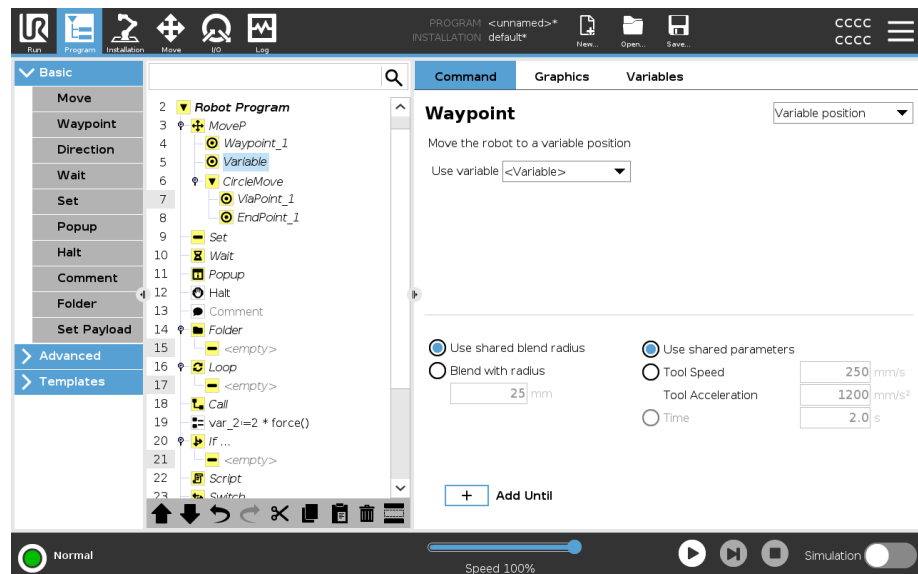 PROGRAM <unnamed>*
INSTALLATION default*
CCCC
CCCC
UR
Run
Program
Installation
Move
I/O
Log
New...
Open...
Save...
Basic
Move
Waypoint
Direction
Wait
Set
Popup
Halt
Comment
Folder
Set Payload
Advanced
Templates
2 Robot Program
3 MoveP
4 Waypoint_1
5 Variable
6 CircleMove
7 ViaPoint_1
8 EndPoint_1
9 Set
10 Wait
11 Popup
12 Halt
13 Comment
14 Folder
15 <empty>
16 Loop
17 <empty>
18 Call
19 var_2≔2 * force()
20 If ...
21 <empty>
22 Script
23 Switch
Command Graphics Variables
Waypoint
Variable position
Move the robot to a variable position
Use variable <Variable>
Use shared blend radius
Blend with radius
25 mm
Use shared parameters
Tool Speed 250 mm/s
Tool Acceleration 1200 mm/s²
Time 2.0 s
+ Add Until
Normal
Speed 100%
Simulation